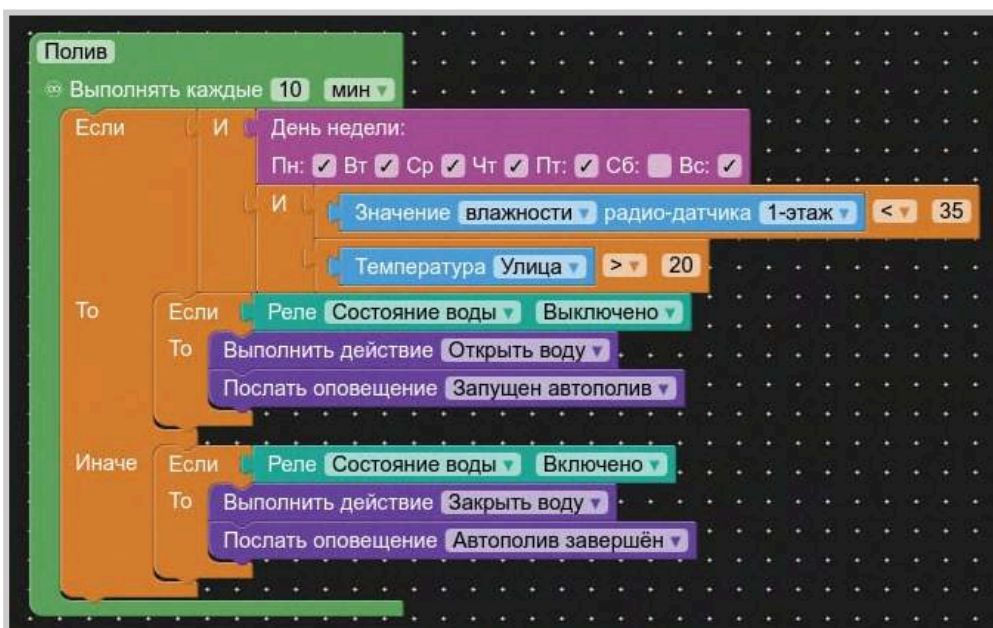 Полив
Выполнять каждые 10 мин
Если И День недели:
Пн: Вт Ср Чт Пт: Сб: Вс:
И Значение влажности радио-датчика 1-этаж < 35
Температура Улица > 20
То Если Реле Состояние воды Выключено
То Выполнить действие Открыть воду
Послать оповещение Запущен автополив
Иначе Если Реле Состояние воды Включено
То Выполнить действие Закрыть воду
Послать оповещение Автополив завершён